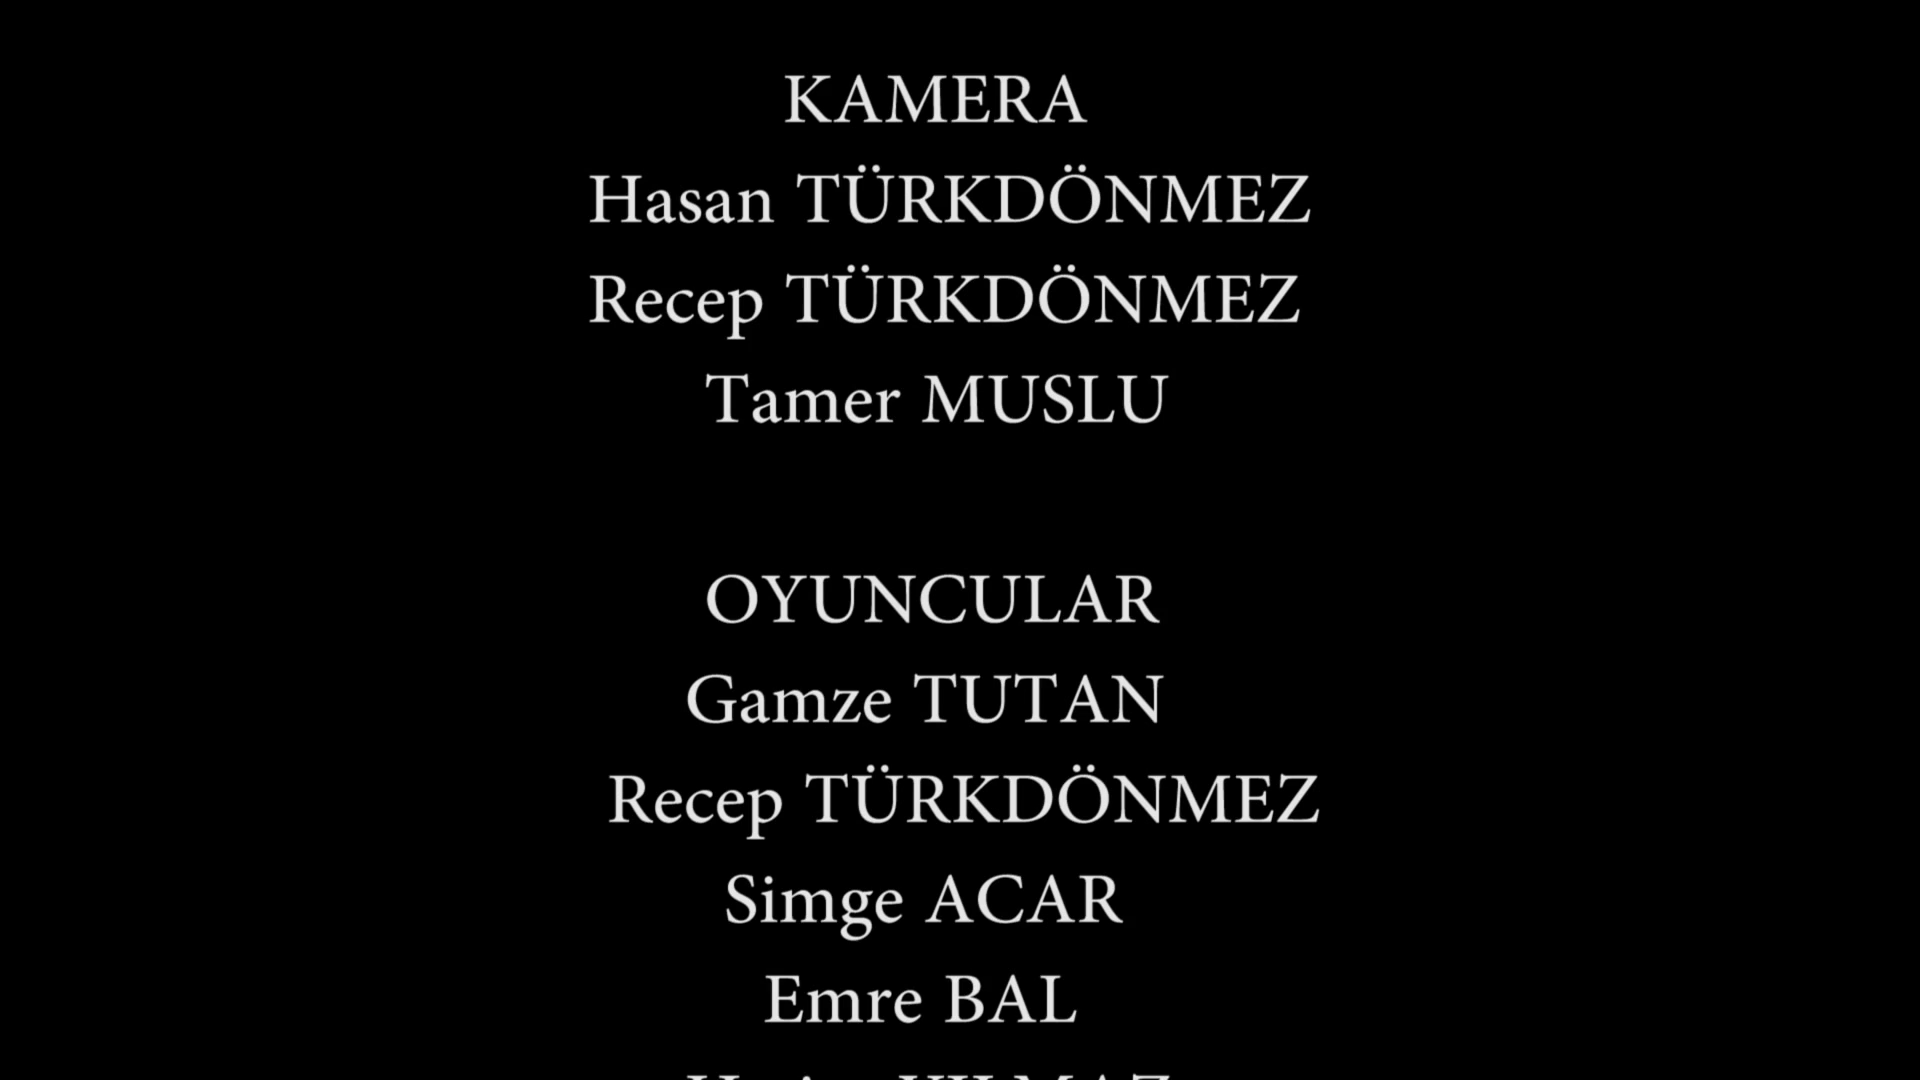 KAMERA
Hasan TÜRKDÖNMEZ
Recep TÜRKDÖNMEZ
Tamer MUSLU
OYUNCULAR
Gamze TUTAN
Recep TÜRKDÖNMEZ
Simge ACAR
Emre BAL